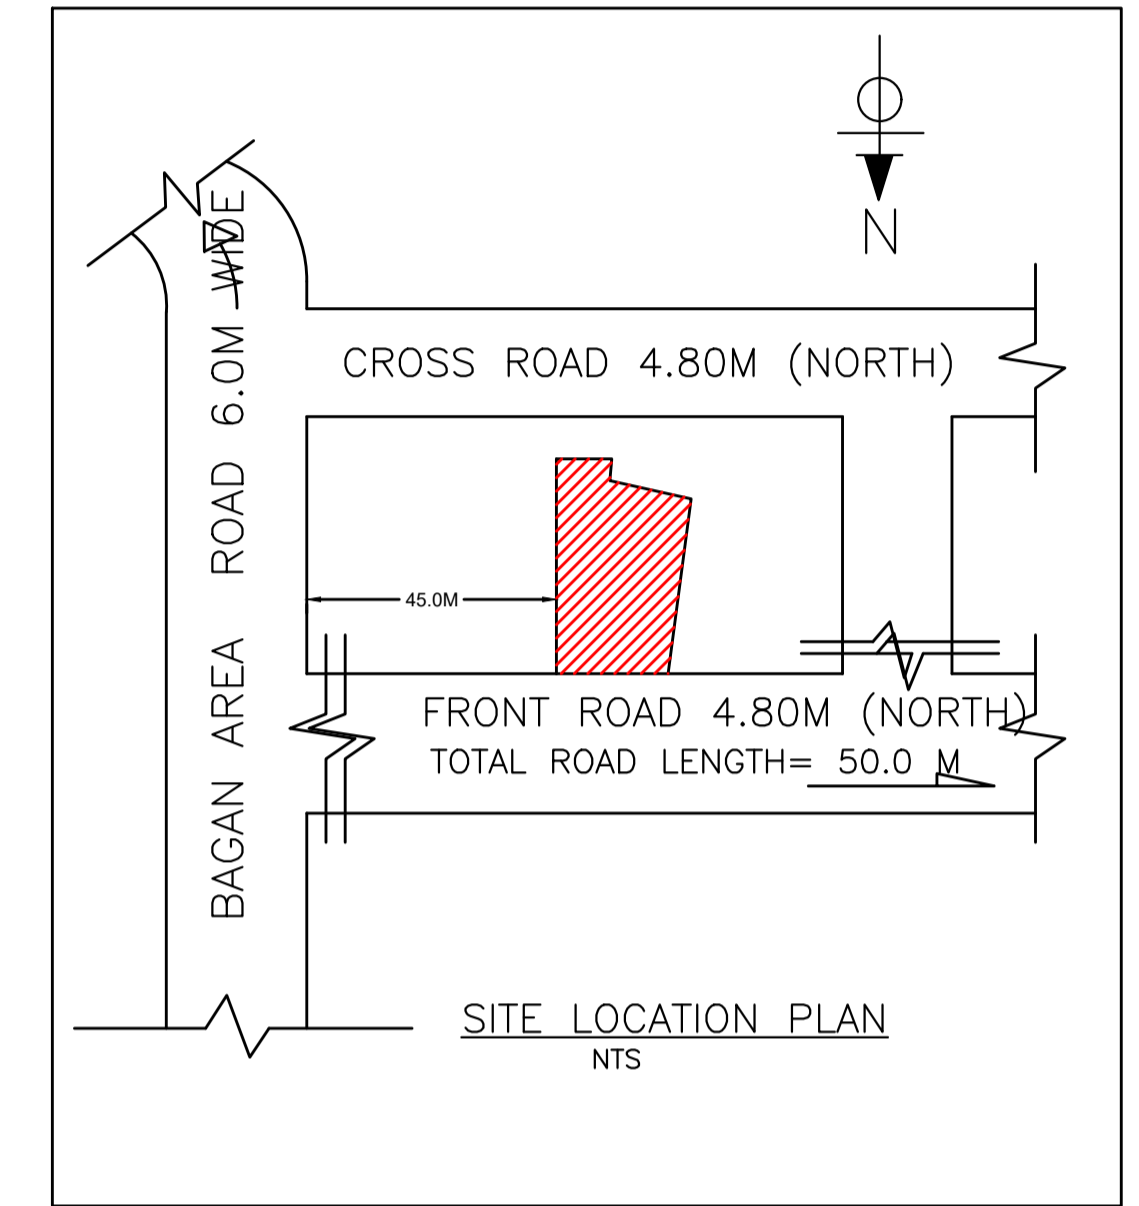 N
BAGAN AREA ROAD 6.0M WIDE
CROSS ROAD 4.80M (NORTH)
45.0M
FRONT ROAD 4.80M (NORTH)
TOTAL ROAD LENGTH= 50.0 M
SITE LOCATION PLAN
NTS